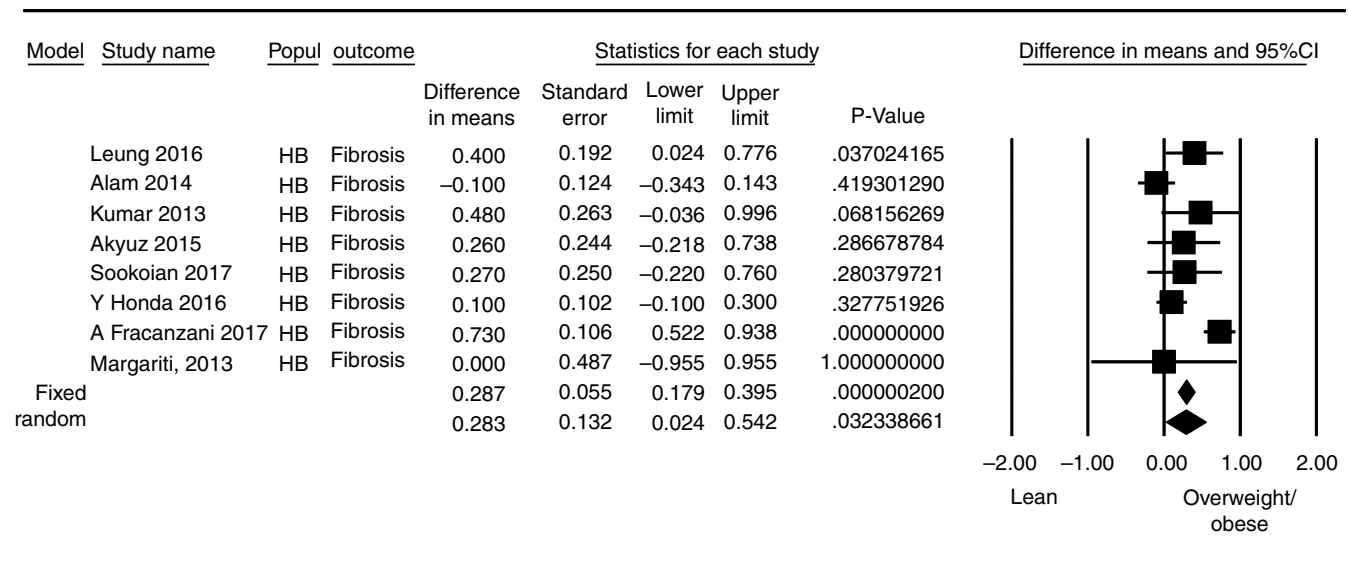 Model Study name Popul outcome Statistics for each study Difference in means and 95%CI
Difference in means Standard error Lower limit Upper limit P-Value
Leung 2016 HB Fibrosis 0.400 0.192 0.024 0.776 .037024165
Alam 2014 HB Fibrosis −0.100 0.124 −0.343 0.143 .419301290
Kumar 2013 HB Fibrosis 0.480 0.263 −0.036 0.996 .068156269
Akyuz 2015 HB Fibrosis 0.260 0.244 −0.218 0.738 .286678784
Sookoian 2017 HB Fibrosis 0.270 0.250 −0.220 0.760 .280379721
Y Honda 2016 HB Fibrosis 0.100 0.102 −0.100 0.300 .327751926
A Fracanzani 2017 HB Fibrosis 0.730 0.106 0.522 0.938 .000000000
Margariti, 2013 HB Fibrosis 0.000 0.487 −0.955 0.955 1.000000000
Fixed 0.287 0.055 0.179 0.395 .000000200
random 0.283 0.132 0.024 0.542 .032338661
−2.00 −1.00 0.00 1.00 2.00
Lean Overweight/
obese